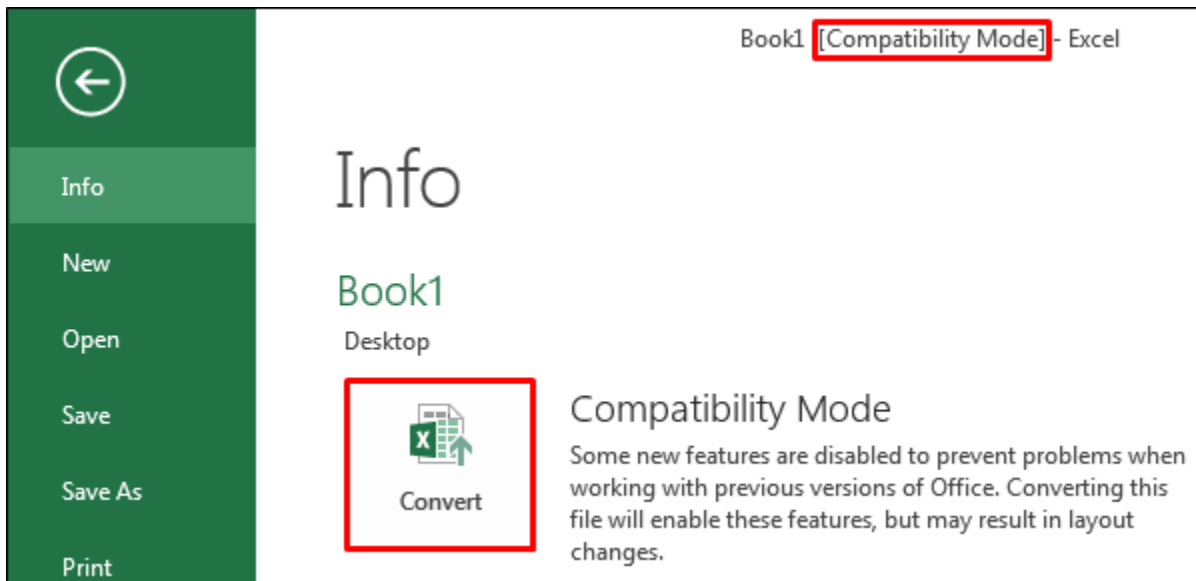 Book1 [Compatibility Mode] - Excel
Info
New
Open
Save
Save As
Print
Info
Book1
Desktop
X
Convert
Compatibility Mode
Some new features are disabled to prevent problems when
working with previous versions of Office. Converting this
file will enable these features, but may result in layout
changes.